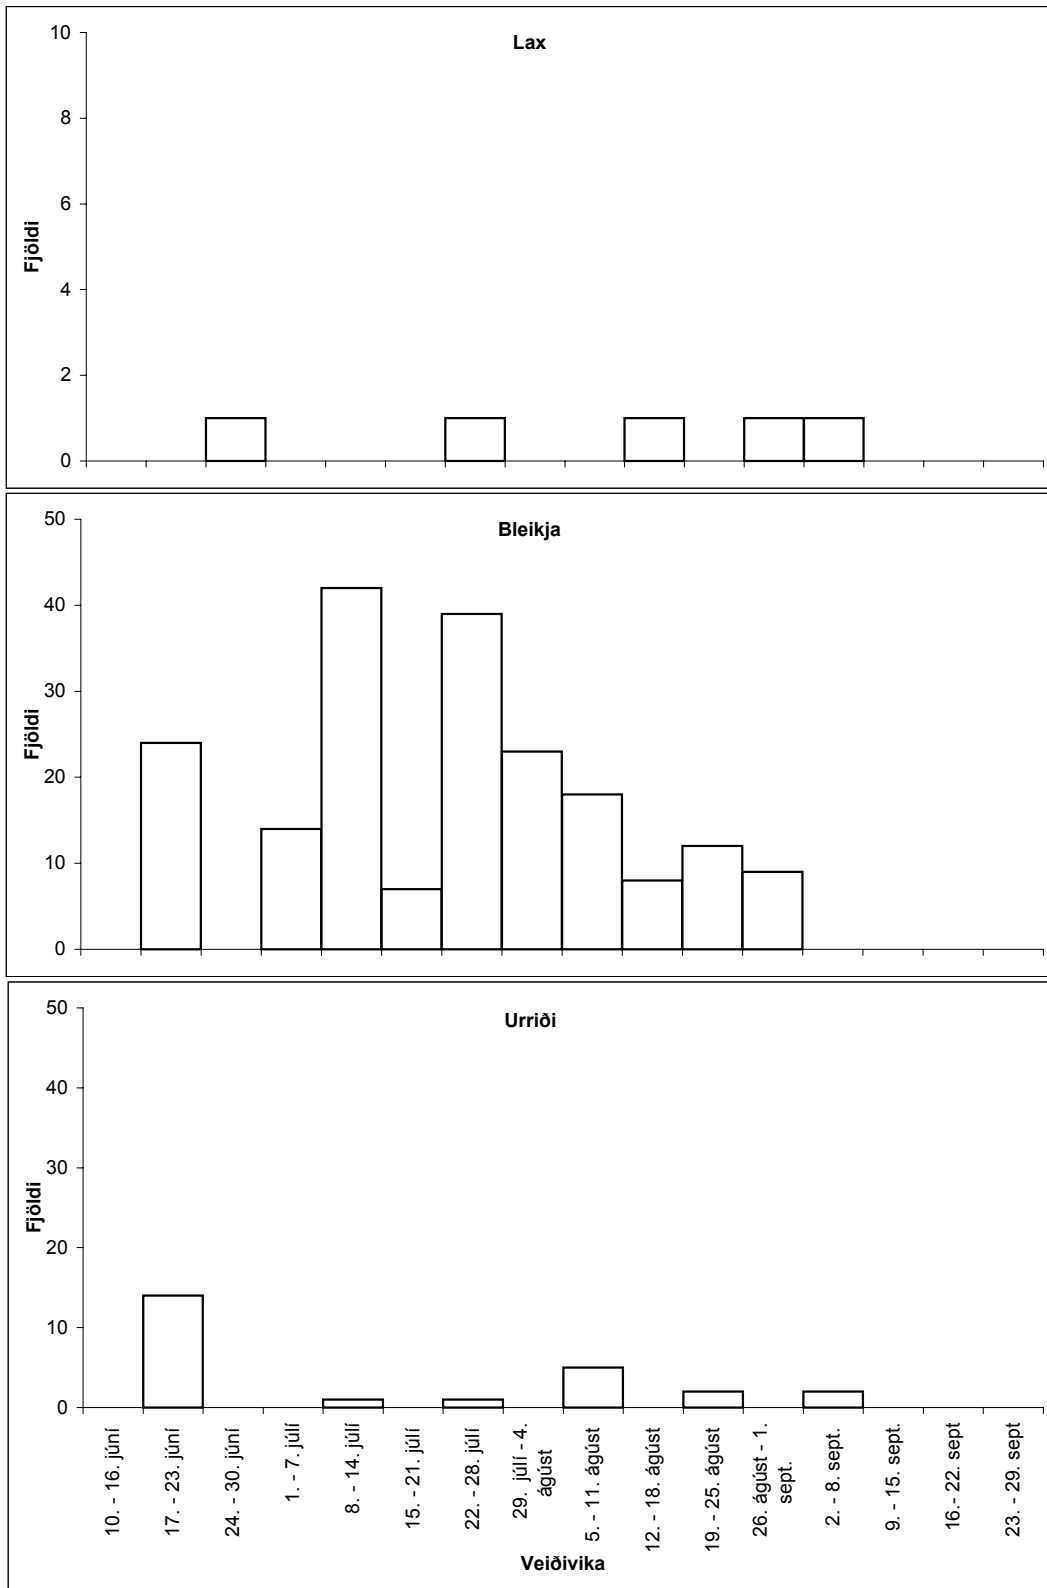 Lax
10
8
6
4
2
0
Fjöldi
Bleikja
50
40
30
20
10
0
Fjöldi
Urriði
50
40
30
20
10
0
Fjöldi
10. - 16. júní
17. - 23. júní
24. - 30. júní
1. - 7. júlí
8. - 14. júlí
15. - 21. júlí
22. - 28. júlí
29. júlí - 4.
ágúst
5. - 11. ágúst
12. - 18. ágúst
19. - 25. ágúst
26. ágúst - 1.
sept.
2. - 8. sept.
9. - 15. sept.
16.- 22. sept
23. - 29. sept
Veiðivika